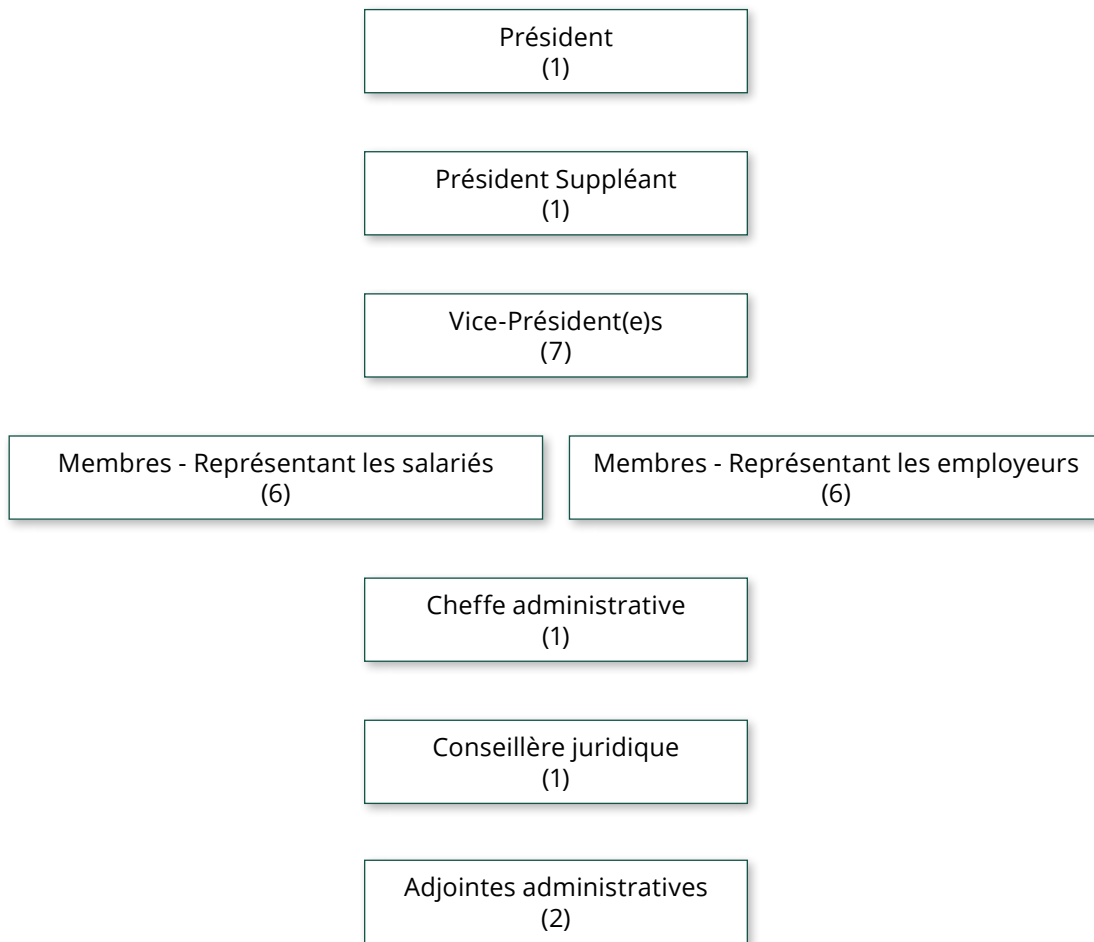 Président
(1)
Président Suppléant
(1)
Vice-Président(e)s
(7)
Membres - Représentant les salariés
(6)
Membres - Représentant les employeurs
(6)
Cheffe administrative
(1)
Conseillère juridique
(1)
Adjointes administratives
(2)